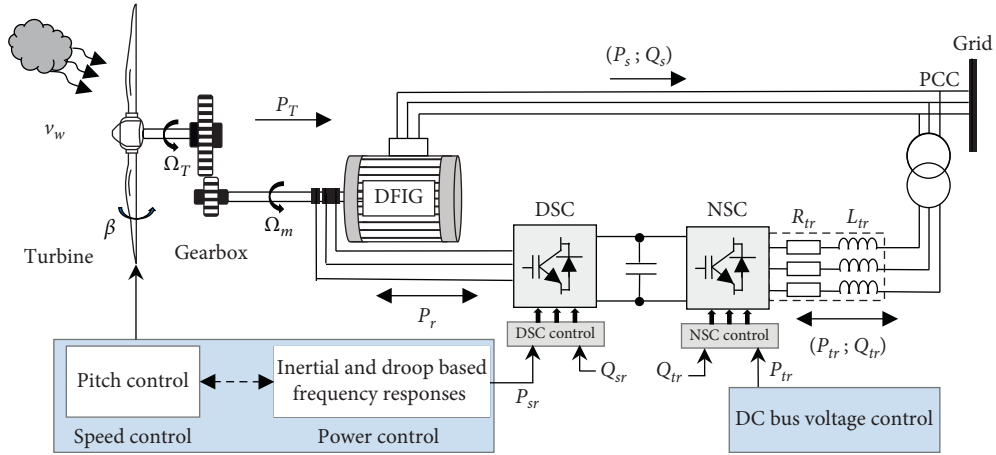 Grid
(P_s ; Q_s)
PCC
v_w
P_T
Ω_T
DFIG
β
Ω_m
DSC
NSC
R_tr
L_tr
Turbine
Gearbox
P_r
DSC control
NSC control
(P_tr ; Q_tr)
Pitch control
Inertial and droop based
frequency responses
P_sr
Q_sr
Q_tr
P_tr
DC bus voltage control
Speed control
Power control